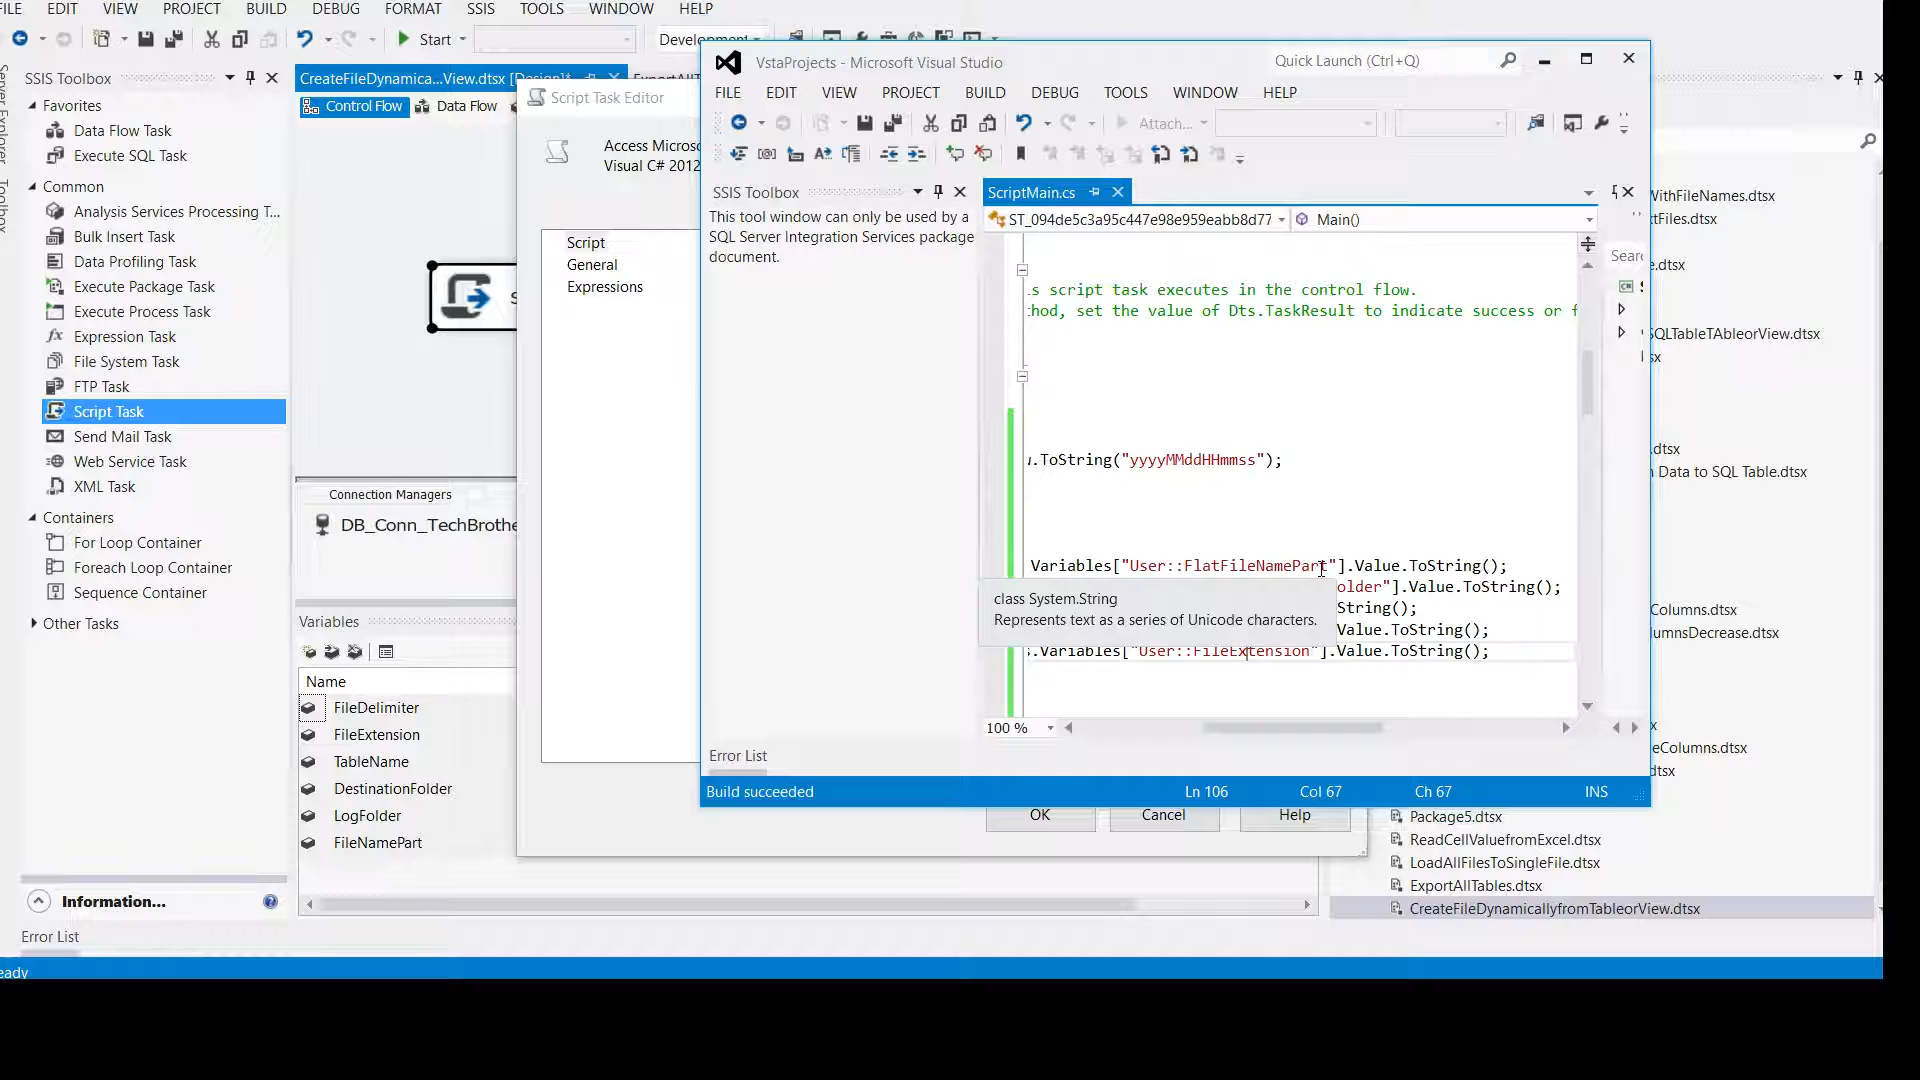 FILE EDIT VIEW PROJECT BUILD DEBUG FORMAT SSIS TOOLS WINDOW HELP
Start
SSIS Toolbox
Favorites
Data Flow Task
Execute SQL Task
Common
Analysis Services Processing T...
Bulk Insert Task
Data Profiling Task
Execute Package Task
Execute Process Task
Expression Task
File System Task
FTP Task
Script Task
Send Mail Task
Web Service Task
XML Task
Containers
For Loop Container
Foreach Loop Container
Sequence Container
Other Tasks
Information...
Error List
eady
Server Explorer
Toolbox
CreateFileDynamica...View.dtsx [Design]*
Control Flow
Data Flow
Connection Managers
DB_Conn_TechBrothe
Variables
Name
FileDelimiter
FileExtension
TableName
DestinationFolder
LogFolder
FileNamePart
Script Task Editor
Access Microso
Visual C# 2012
Script
General
Expressions
OK
Cancel
Help
VstaProjects - Microsoft Visual Studio
Quick Launch (Ctrl+Q)
FILE EDIT VIEW PROJECT BUILD DEBUG TOOLS WINDOW HELP
Attach...
SSIS Toolbox
This tool window can only be used by a
SQL Server Integration Services package
document.
ScriptMain.cs
ST_094de5c3a95c447e98e959eabb8d77
Main()
s script task executes in the control flow.
hod, set the value of Dts.TaskResult to indicate success or f
.ToString("yyyyMMddHHmmss");
Variables["User::FlatFileNamePart"].Value.ToString();
older"].Value.ToString();
String();
Value.ToString();
.Variables["User::FileExtension"].Value.ToString();
class System.String
Represents text as a series of Unicode characters.
100 %
Error List
Build succeeded
Ln 106
Col 67
Ch 67
INS
Searc
WithFileNames.dtsx
xtFiles.dtsx
e.dtsx
SQLTableTAbleorView.dtsx
sx
.dtsx
n Data to SQL Table.dtsx
Columns.dtsx
umnsDecrease.dtsx
x
eColumns.dtsx
dtsx
Package5.dtsx
ReadCellValuefromExcel.dtsx
LoadAllFilesToSingleFile.dtsx
ExportAllTables.dtsx
CreateFileDynamicallyfromTableorView.dtsx